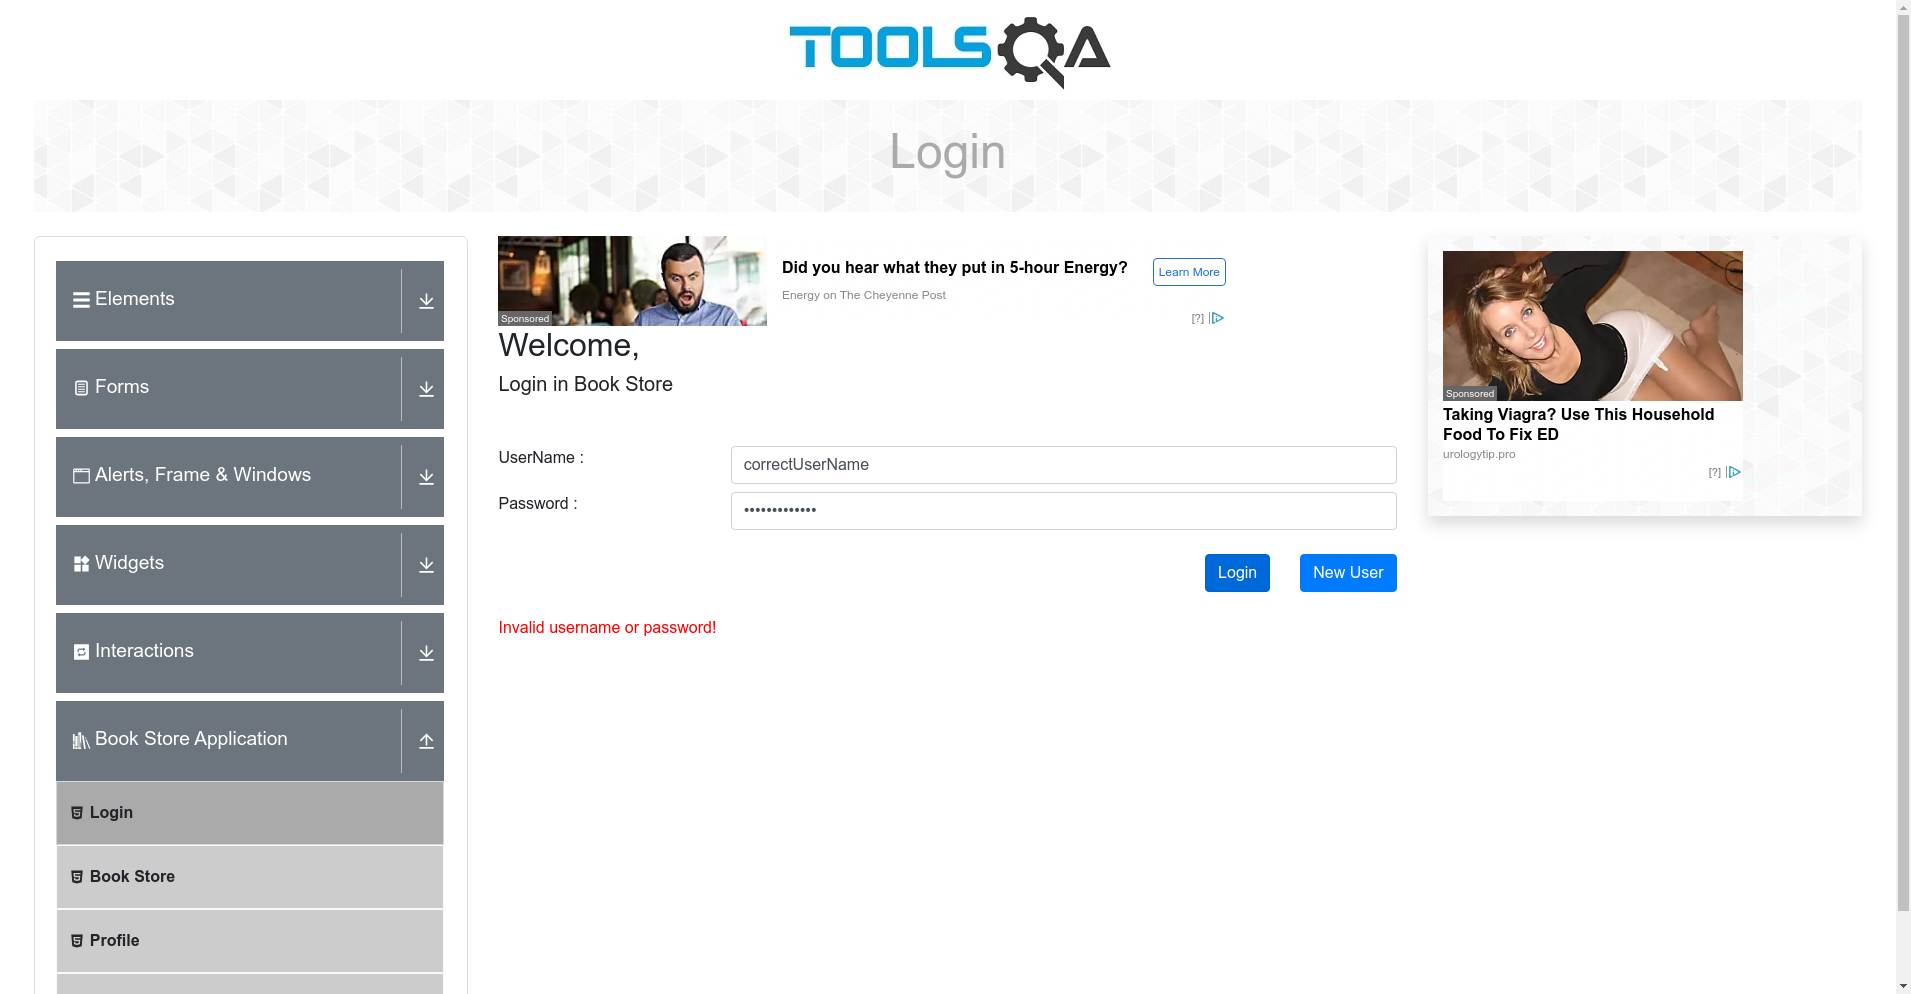 TOOLSQA
Login
Elements
Forms
Alerts, Frame & Windows
Widgets
Interactions
Book Store Application
Login
Book Store
Profile
Sponsored
Did you hear what they put in 5-hour Energy?
Energy on The Cheyenne Post
Learn More
[?]
Welcome,
Login in Book Store
UserName :
correctUserName
Password :
•••••••••••••
Login
New User
Invalid username or password!
Sponsored
Taking Viagra? Use This Household
Food To Fix ED
urologytip.pro
[?]